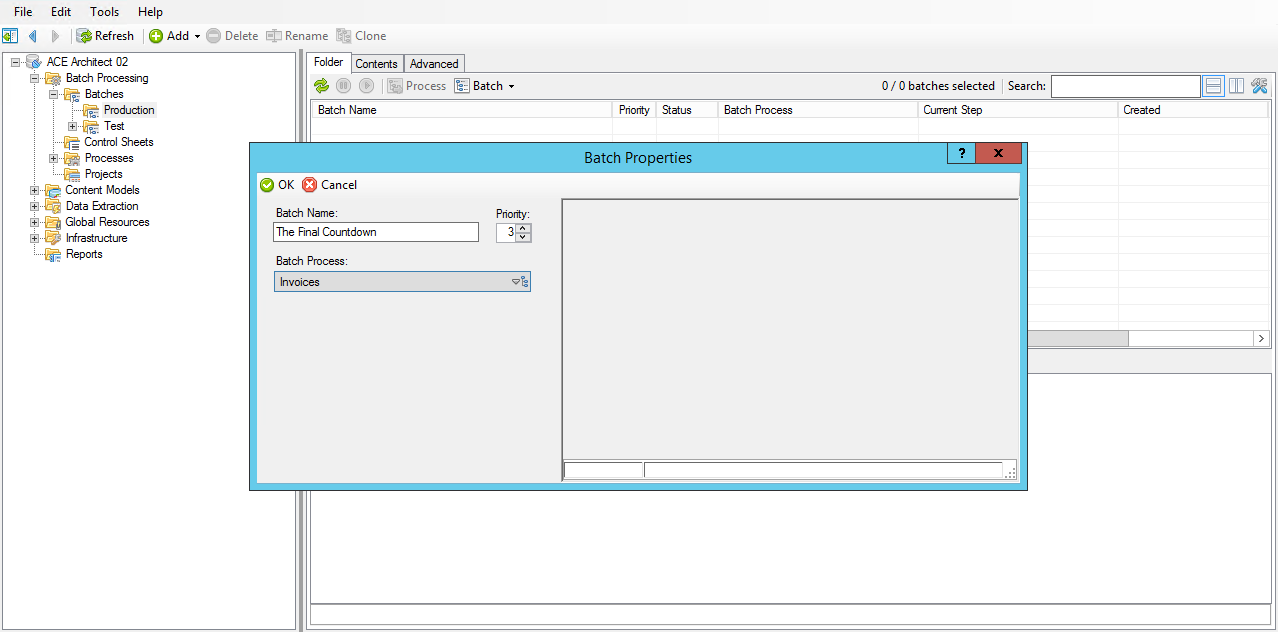 File Edit Tools Help
Refresh Add Delete Rename Clone
ACE Architect 02
Batch Processing
Batches
Production
Test
Control Sheets
Processes
Projects
Content Models
Data Extraction
Global Resources
Infrastructure
Reports
Folder Contents Advanced
Process Batch 0 / 0 batches selected Search:
Batch Name Priority Status Batch Process Current Step Created
Batch Properties ? x
OK Cancel
Batch Name: Priority:
The Final Countdown 3
Batch Process:
Invoices